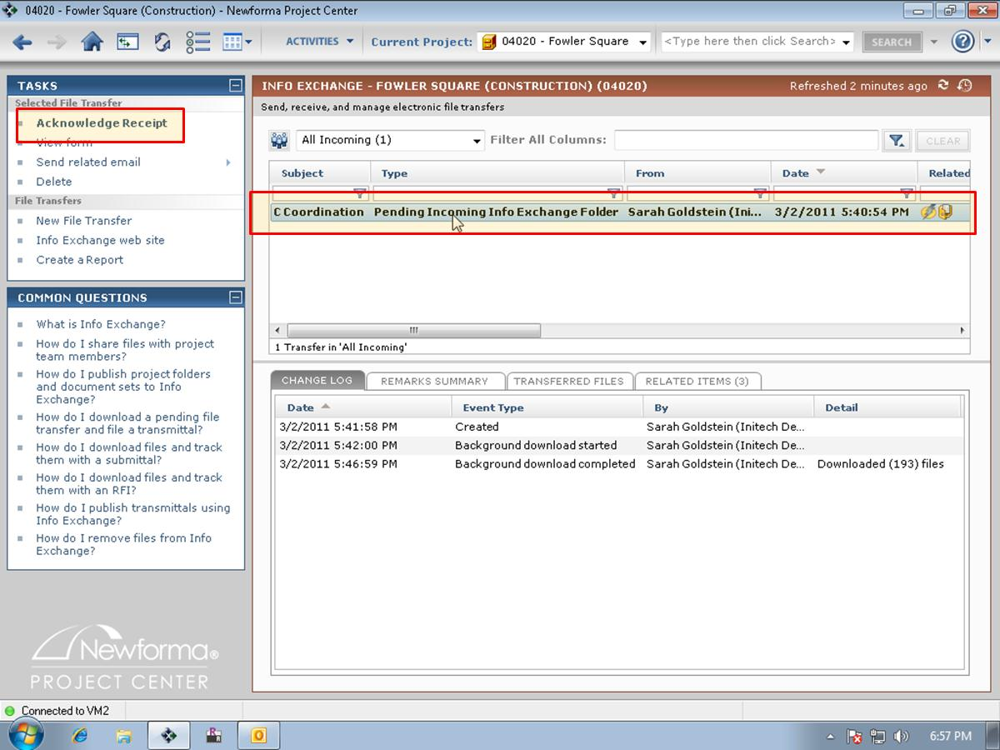 04020 - Fowler Square (Construction) - Newforma Project Center
ACTIVITIES
Current Project:
04020 - Fowler Square
<Type here then click Search>
SEARCH
TASKS
Selected File Transfer
Acknowledge Receipt
View form
Send related email
Delete
File Transfers
New File Transfer
Info Exchange web site
Create a Report
COMMON QUESTIONS
What is Info Exchange?
How do I share files with project
team members?
How do I publish project folders
and document sets to Info
Exchange?
How do I download a pending file
transfer and file a transmittal?
How do I download files and track
them with a submittal?
How do I download files and track
them with an RFI?
How do I publish transmittals using
Info Exchange?
How do I remove files from Info
Exchange?
Newforma®
PROJECT CENTER
INFO EXCHANGE - FOWLER SQUARE (CONSTRUCTION) (04020)
Refreshed 2 minutes ago
Send, receive, and manage electronic file transfers
All Incoming (1)
Filter All Columns:
CLEAR
Subject Type From Date Related
C Coordination Pending Incoming Info Exchange Folder Sarah Goldstein (Ini... 3/2/2011 5:40:54 PM
1 Transfer in 'All Incoming'
CHANGE LOG REMARKS SUMMARY TRANSFERRED FILES RELATED ITEMS (3)
Date Event Type By Detail
3/2/2011 5:41:58 PM Created Sarah Goldstein (Initech De...
3/2/2011 5:42:00 PM Background download started Sarah Goldstein (Initech De...
3/2/2011 5:46:59 PM Background download completed Sarah Goldstein (Initech De... Downloaded (193) files
Connected to VM2
6:57 PM